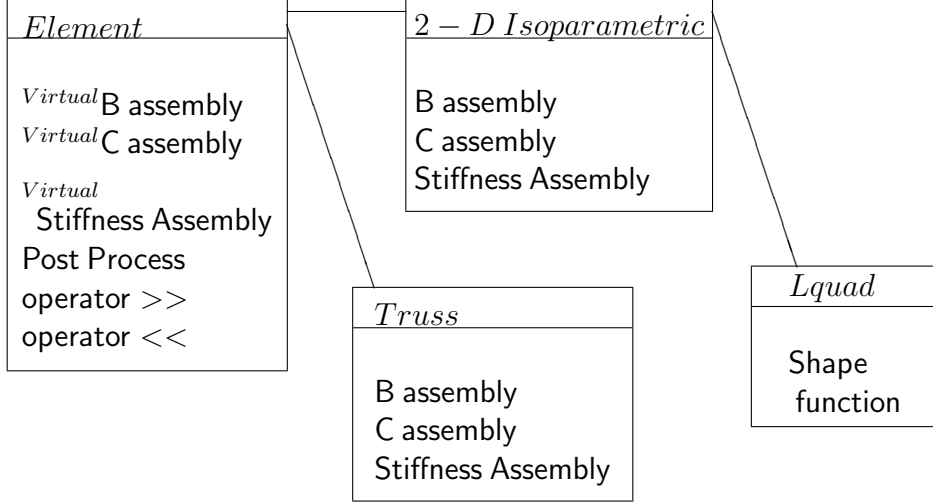 Element
Virtual B assembly
Virtual C assembly
Virtual
Stiffness Assembly
Post Process
operator >>
operator <<
2 − D Isoparametric
B assembly
C assembly
Stiffness Assembly
Truss
B assembly
C assembly
Stiffness Assembly
Lquad
Shape
function